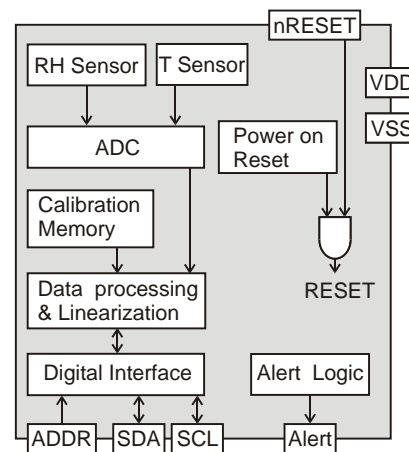 nRESET
RH Sensor
T Sensor
VDD
VSS
ADC
Power on
Reset
Calibration
Memory
RESET
Data processing
& Linearization
Digital Interface
Alert Logic
ADDR
SDA
SCL
Alert